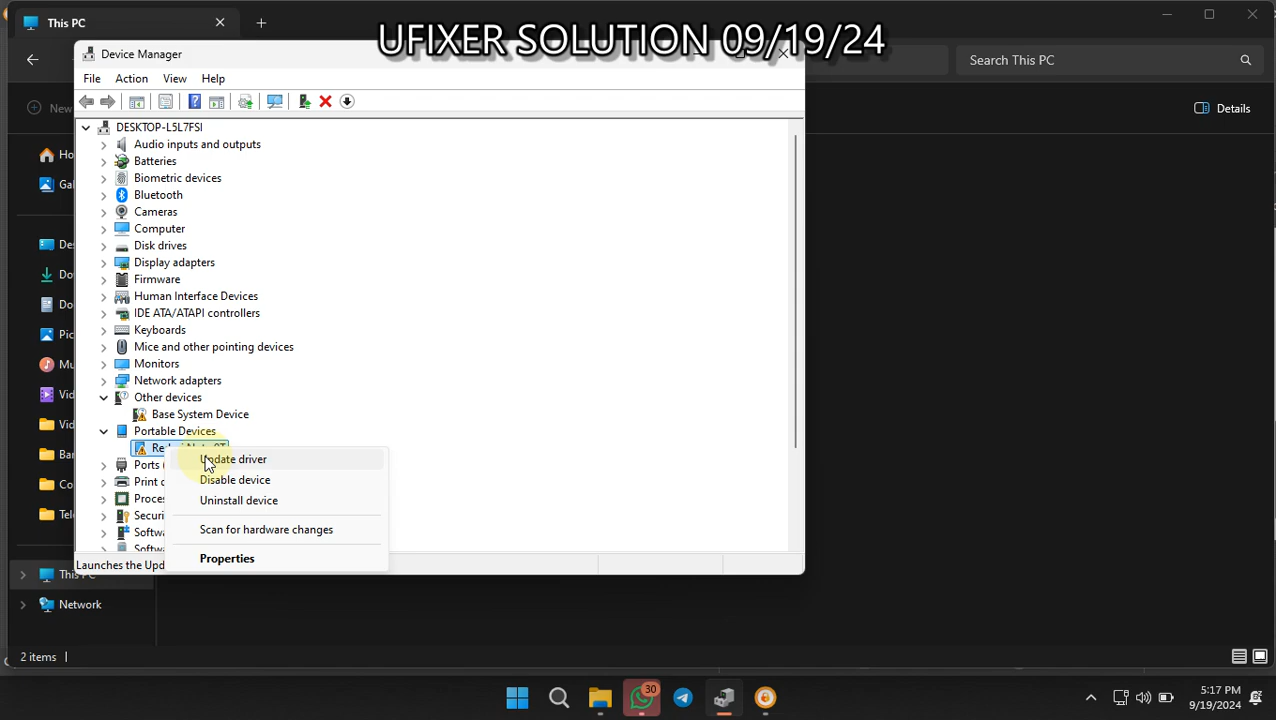 This PC
UFIXER SOLUTION 09/19/24
Device Manager
Search This PC
File Action View Help
New
Details
DESKTOP-L5L7FSI
Audio inputs and outputs
Batteries
Biometric devices
Bluetooth
Cameras
Computer
Disk drives
Display adapters
Firmware
Human Interface Devices
IDE ATA/ATAPI controllers
Keyboards
Mice and other pointing devices
Monitors
Network adapters
Other devices
Base System Device
Portable Devices
Update driver
Disable device
Uninstall device
Scan for hardware changes
Properties
Ports
Print
Launches the Upd
This PC
Network
2 items
30
5:17 PM
9/19/2024